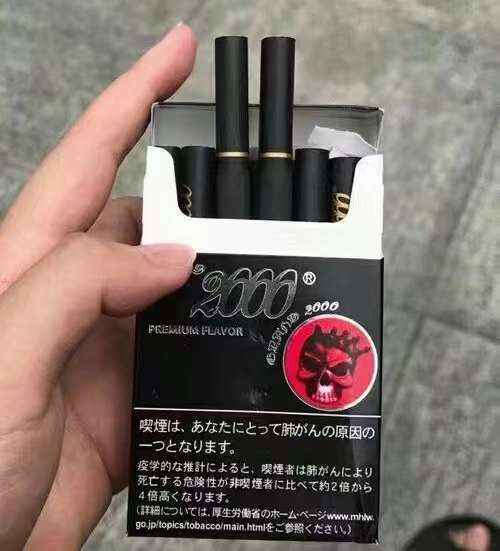 2000®
PREMIUM FLAVOR
2000
喫煙は、あなたにとって肺がんの原因の
一つとなります。
疫学的な推計によると、喫煙者は肺がんにより
死亡する危険性が非喫煙者に比べて約2倍から
4倍高くなります。
(詳細については、厚生労働省のホーム・ページwww.mhlw.
go.jp/topics/tobacco/main.htmlをご参照ください。)